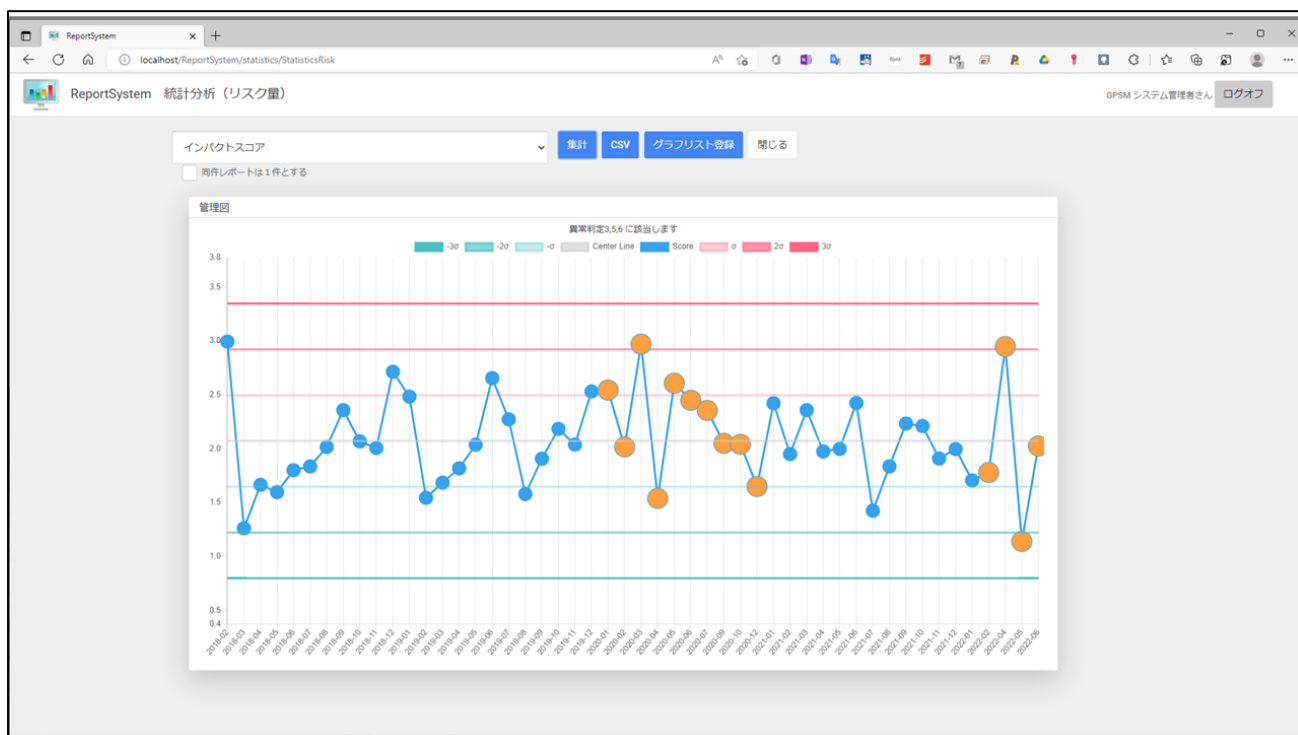 ReportSystem
localhost/ReportSystem/statistics/StatisticsRisk
ReportSystem 統計分析（リスク量）
GPSM システム管理者さん ログオフ
インパクトスコア
集計 CSV グラフリスト登録 閉じる
同件レポートは1件とする
管理図
異常判定3,5,6 に該当します
-3σ -2σ -σ Center Line Score σ 2σ 3σ
3.8
3.5
3.0
2.5
2.0
1.5
1.0
0.5
0.4
2018-02 2018-03 2018-04 2018-05 2018-06 2018-07 2018-08 2018-09 2018-10 2018-11 2018-12 2019-01 2019-02 2019-03 2019-04 2019-05 2019-06 2019-07 2019-08 2019-09 2019-10 2019-11 2019-12 2020-01 2020-02 2020-03 2020-04 2020-05 2020-06 2020-07 2020-09 2020-10 2020-12 2021-01 2021-02 2021-03 2021-04 2021-05 2021-06 2021-07 2021-08 2021-09 2021-10 2021-11 2021-12 2022-01 2022-02 2022-04 2022-05 2022-06